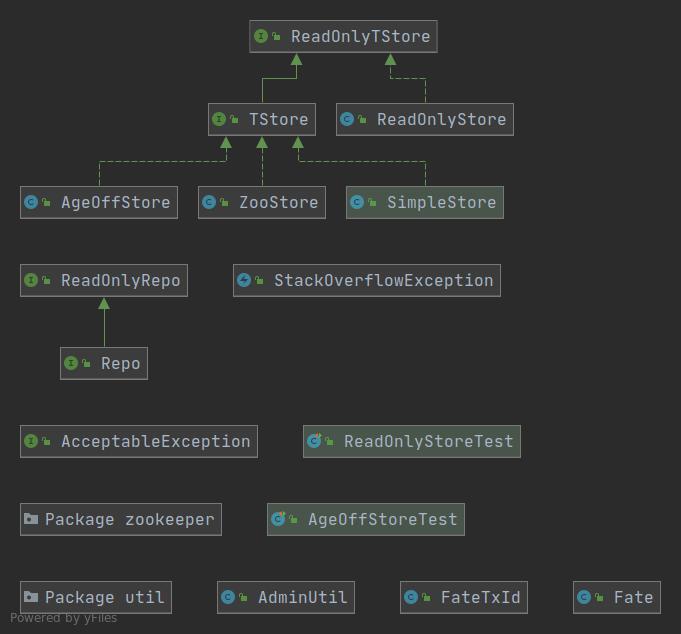 ReadOnlyTStore
TStore
ReadOnlyStore
AgeOffStore
ZooStore
SimpleStore
ReadOnlyRepo
StackOverflowException
Repo
AcceptableException
ReadOnlyStoreTest
Package zookeeper
AgeOffStoreTest
Package util
AdminUtil
FateTxId
Fate
Powered by yFiles